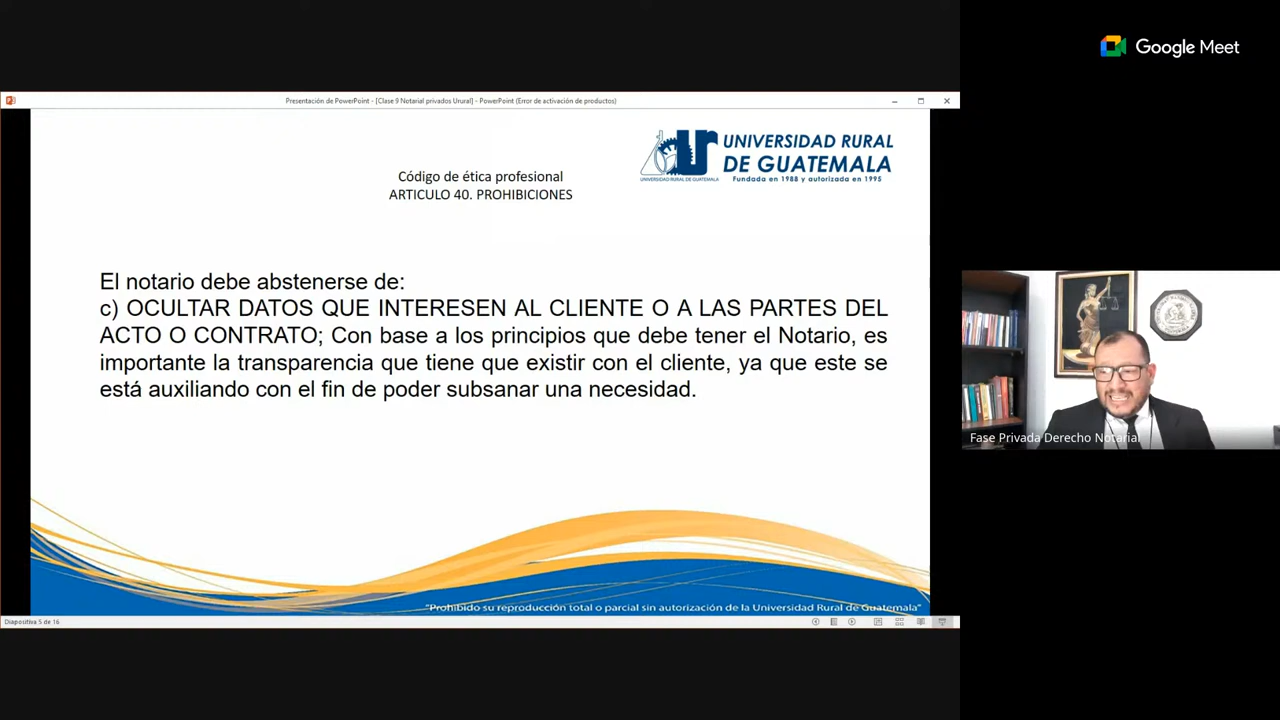 Google Meet
Presentación de PowerPoint - [Clase 9 Notarial privados Urural] - PowerPoint (Error de activación de productos)
UNIVERSIDAD RURAL
DE GUATEMALA
Fundada en 1988 y autorizada en 1995
ur
UNIVERSIDAD RURAL DE GUATEMALA
Código de ética profesional
ARTICULO 40. PROHIBICIONES
El notario debe abstenerse de:
c) OCULTAR DATOS QUE INTERESEN AL CLIENTE O A LAS PARTES DEL
ACTO O CONTRATO; Con base a los principios que debe tener el Notario, es
importante la transparencia que tiene que existir con el cliente, ya que este se
está auxiliando con el fin de poder subsanar una necesidad.
"Prohibido su reproducción total o parcial sin autorización de la Universidad Rural de Guatemala"
Diapositiva 5 de 16
Fase Privada Derecho Notarial